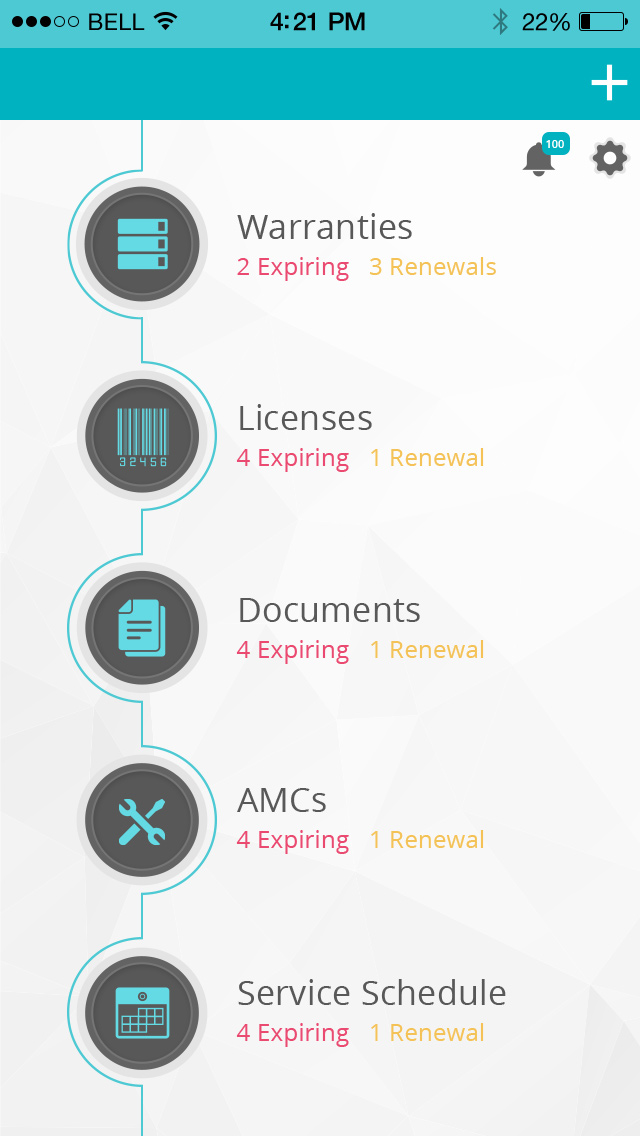 BELL 4:21 PM 22%
100
Warranties
2 Expiring 3 Renewals
Licenses
32456
4 Expiring 1 Renewal
Documents
4 Expiring 1 Renewal
AMCs
4 Expiring 1 Renewal
Service Schedule
4 Expiring 1 Renewal